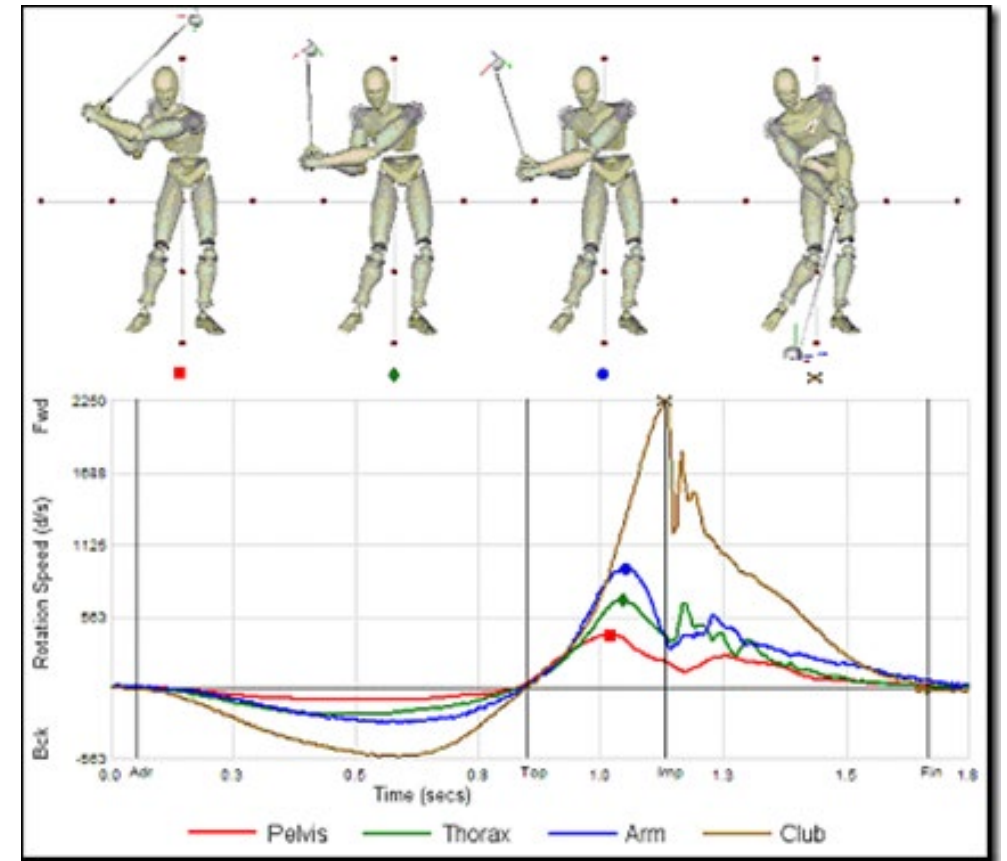 Fwd
Rotation Speed (d/s)
Bck
2250
1688
1125
563
-563
0.0 Adr 0.3 0.5 0.8 Top 1.0 Imp 1.3 1.5 Fin 1.8
Time (secs)
Pelvis Thorax Arm Club